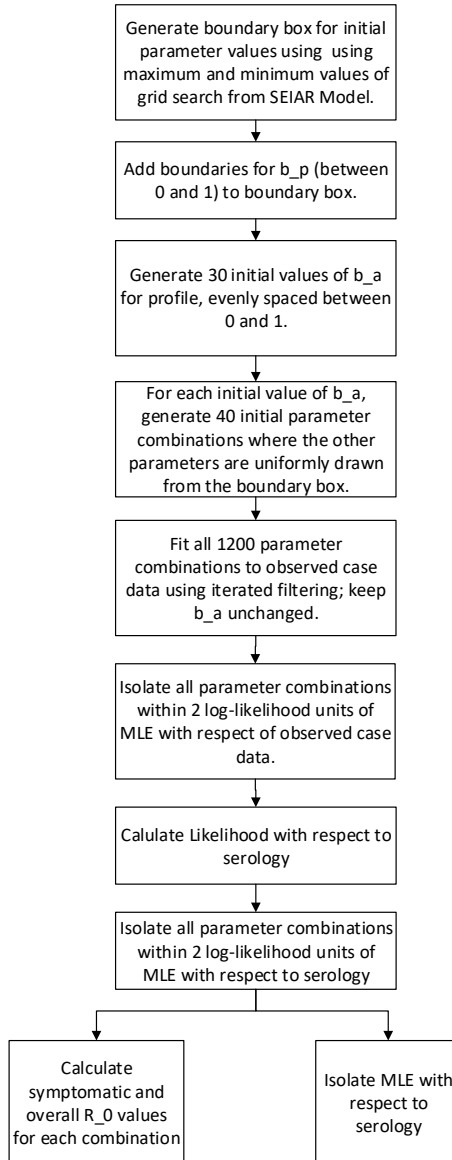 Generate boundary box for initial
parameter values using  using
maximum and minimum values of
grid search from SEIAR Model.
Add boundaries for b_p (between
0 and 1) to boundary box.
Generate 30 initial values of b_a
for profile, evenly spaced between
0 and 1.
For each initial value of b_a,
generate 40 initial parameter
combinations where the other
parameters are uniformly drawn
from the boundary box.
Fit all 1200 parameter
combinations to observed case
data using iterated filtering; keep
b_a unchanged.
Isolate all parameter combinations
within 2 log-likelihood units of
MLE with respect of observed case
data.
Calulate Likelihood with respect to
serology
Isolate all parameter combinations
within 2 log-likelihood units of
MLE with respect to serology
Calculate
symptomatic and
overall R_0 values
for each combination
Isolate MLE with
respect to
serology